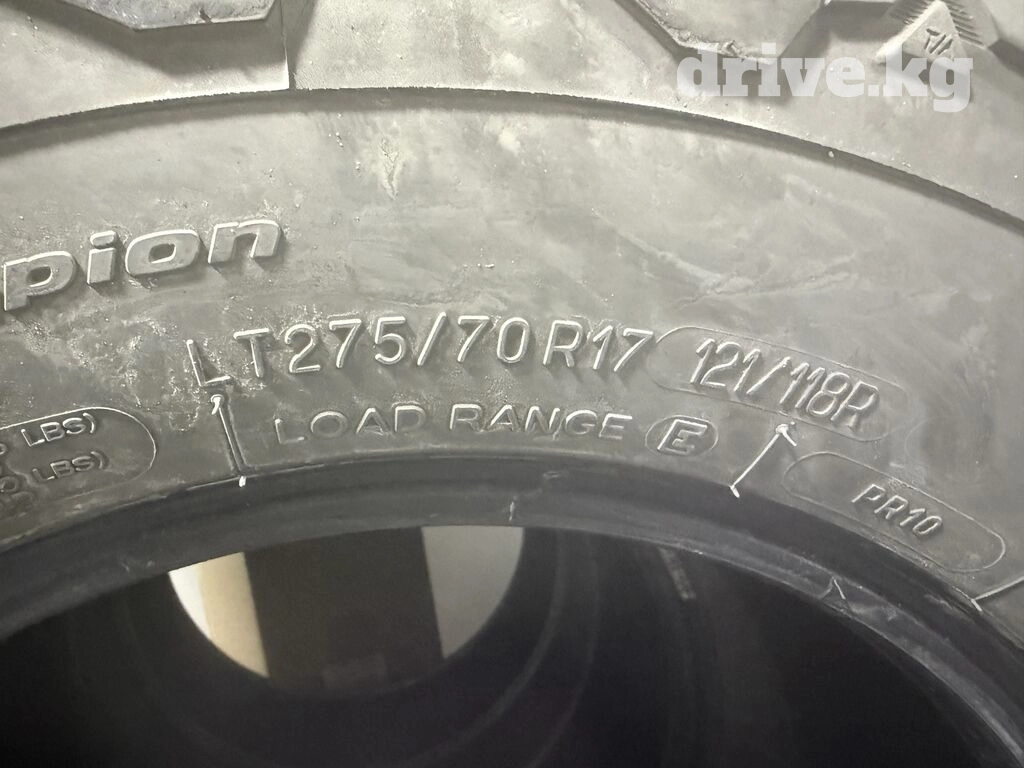 drive.kg
pion
LT275/70R17 121/118R
LOAD RANGE E
LBS)
LBS)
PR10